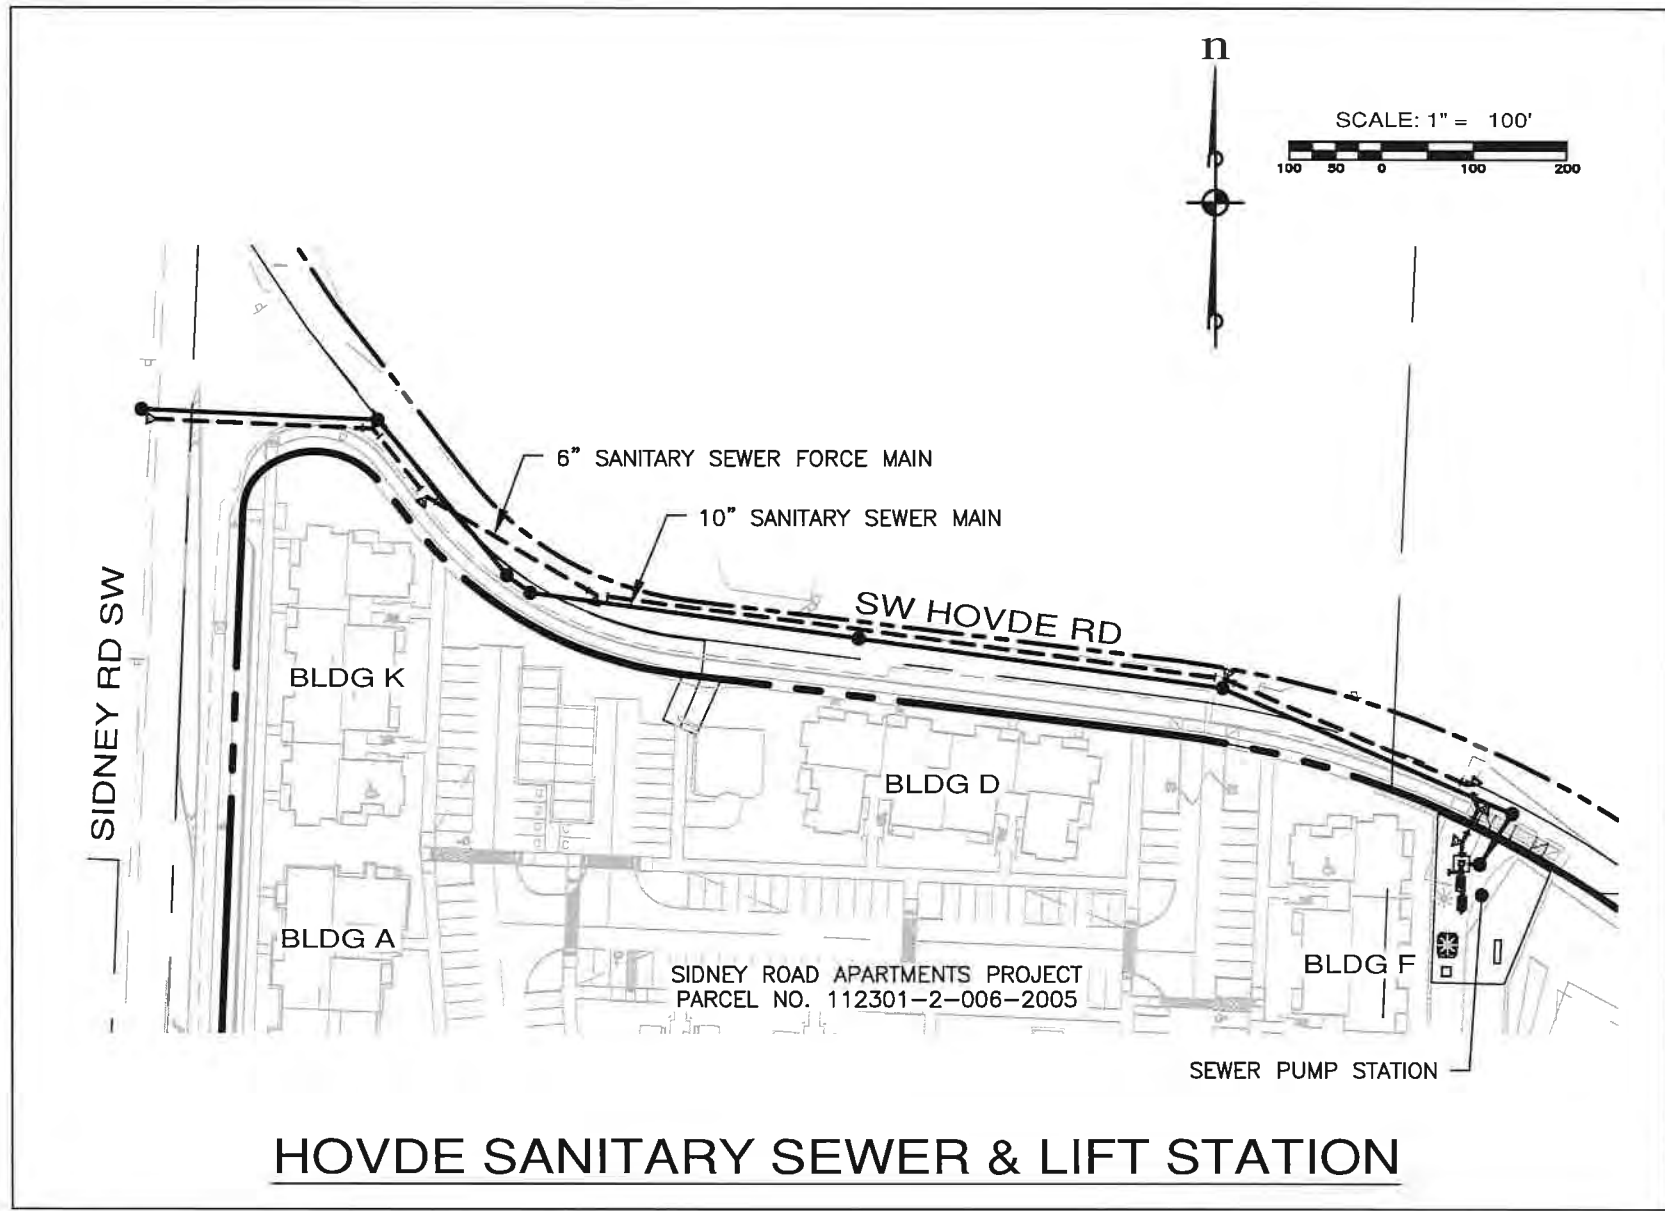 n
SCALE: 1" = 100'
100 50 0 100 200
6" SANITARY SEWER FORCE MAIN
10" SANITARY SEWER MAIN
SW HOVDE RD
SIDNEY RD SW
BLDG K
BLDG D
BLDG A
BLDG F
SIDNEY ROAD APARTMENTS PROJECT
PARCEL NO. 112301-2-006-2005
SEWER PUMP STATION
HOVDE SANITARY SEWER & LIFT STATION